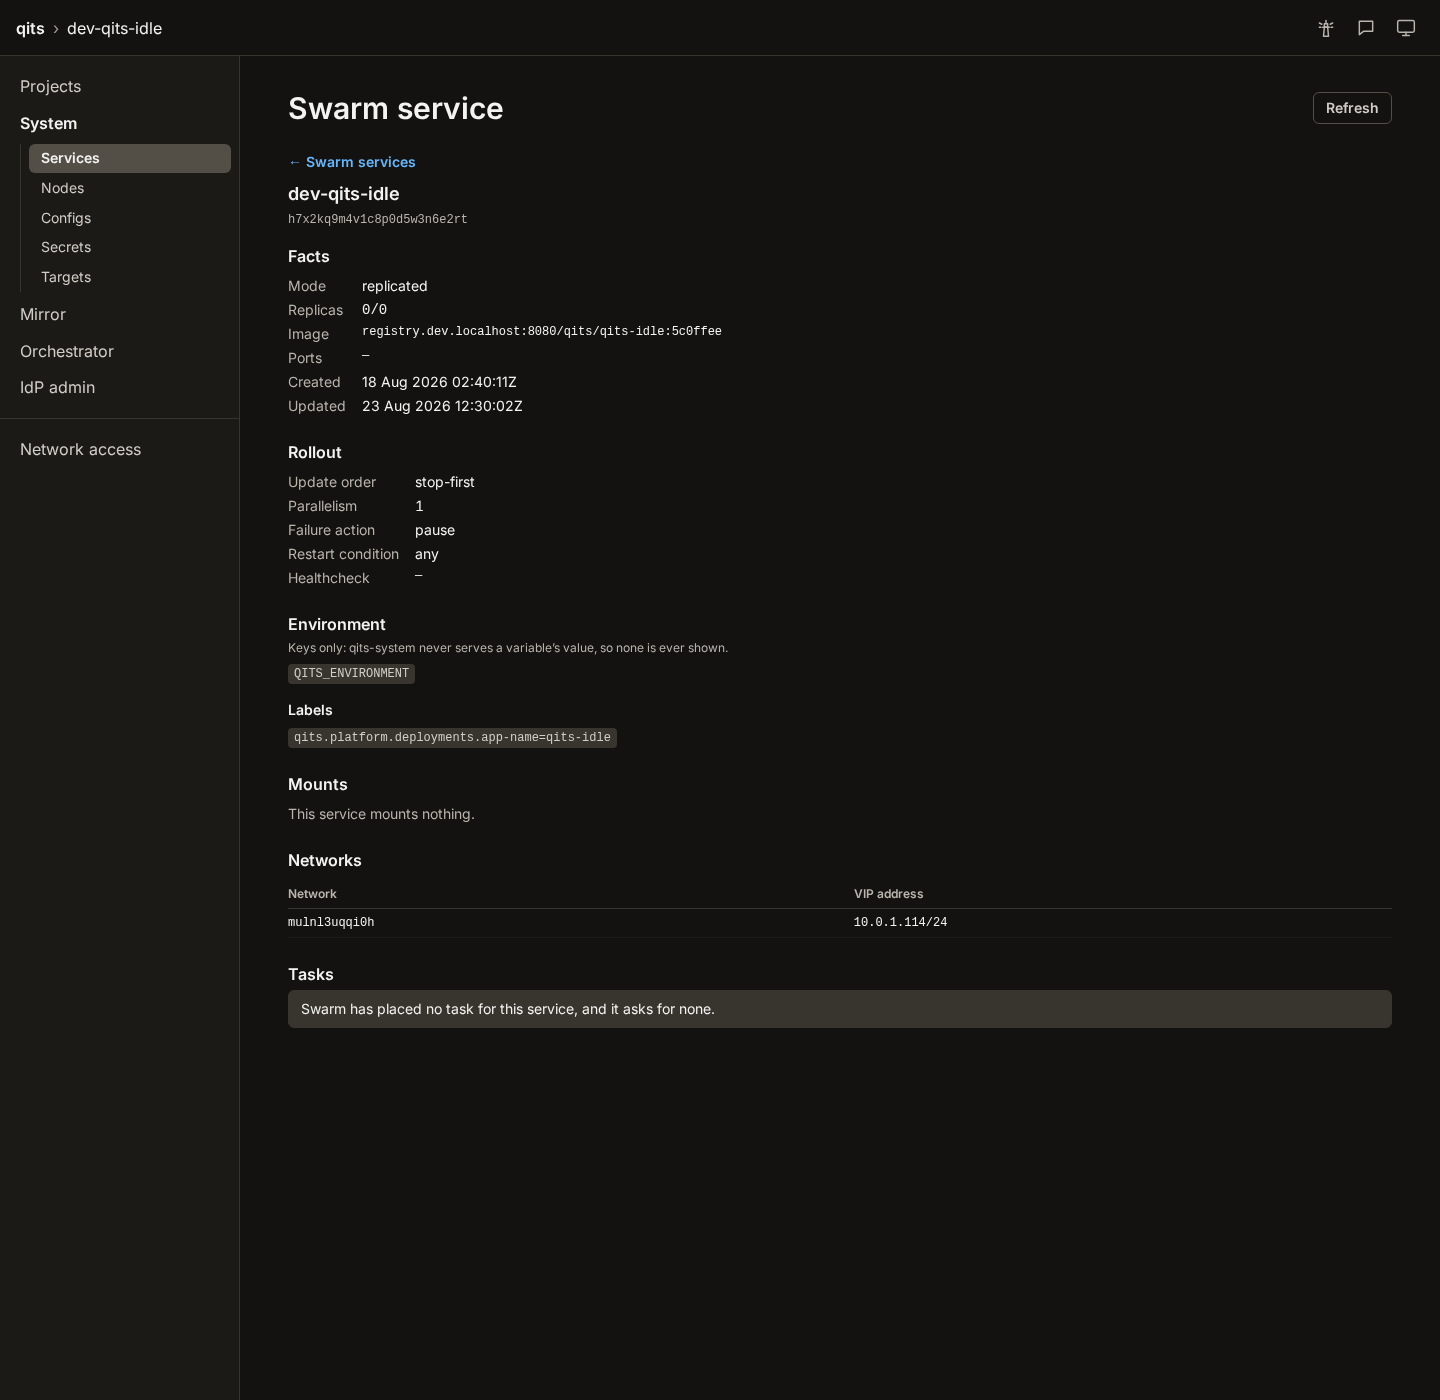 qits › dev-qits-idle
Projects
System
Services
Nodes
Configs
Secrets
Targets
Mirror
Orchestrator
IdP admin
Network access
Swarm service
Refresh
← Swarm services
dev-qits-idle
h7x2kq9m4v1c8p0d5w3n6e2rt
Facts
Mode replicated
Replicas 0/0
Image registry.dev.localhost:8080/qits/qits-idle:5c0ffee
Ports –
Created 18 Aug 2026 02:40:11Z
Updated 23 Aug 2026 12:30:02Z
Rollout
Update order stop-first
Parallelism 1
Failure action pause
Restart condition any
Healthcheck –
Environment
Keys only: qits-system never serves a variable’s value, so none is ever shown.
QITS_ENVIRONMENT
Labels
qits.platform.deployments.app-name=qits-idle
Mounts
This service mounts nothing.
Networks
Network VIP address
mulnl3uqqi0h 10.0.1.114/24
Tasks
Swarm has placed no task for this service, and it asks for none.